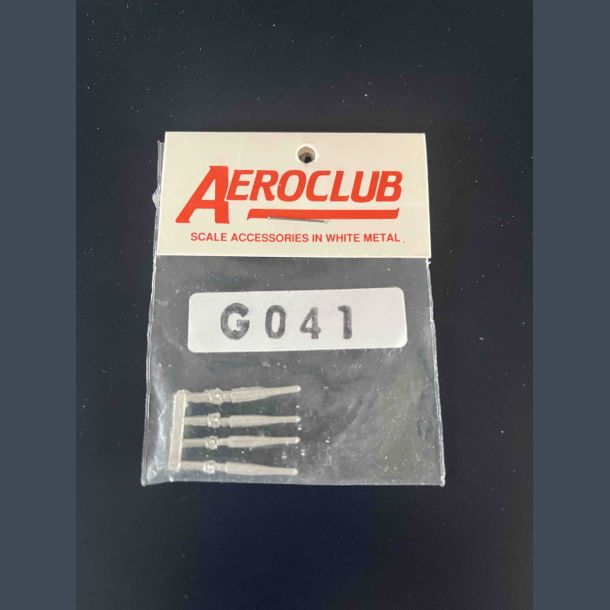 AEROCLUB
SCALE ACCESSORIES IN WHITE METAL
G041